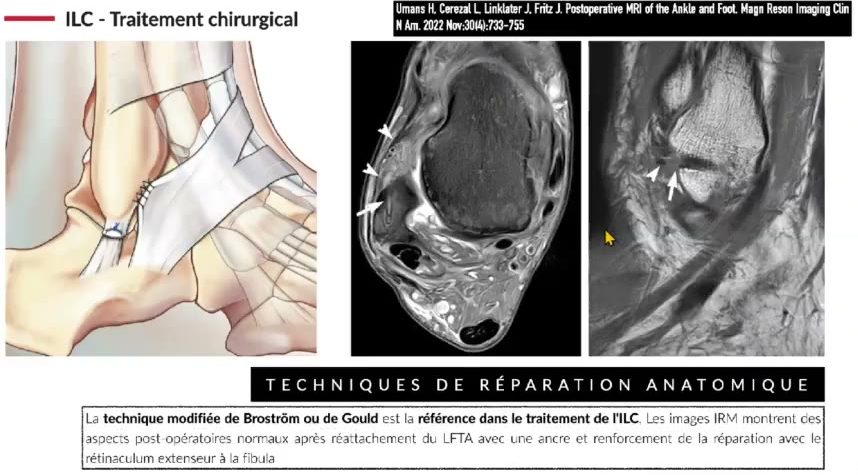 ILC - Traitement chirurgical
Umans H, Cerezal L, Linklater J, Fritz J. Postoperative MRI of the Ankle and Foot. Magn Reson Imaging Clin
N Am. 2022 Nov;30(4):733-755
TECHNIQUES DE RÉPARATION ANATOMIQUE
La technique modifiée de Broström ou de Gould est la référence dans le traitement de l'ILC. Les images IRM montrent des
aspects post-opératoires normaux après réattachement du LFTA avec une ancre et renforcement de la réparation avec le
rétinaculum extenseur à la fibula